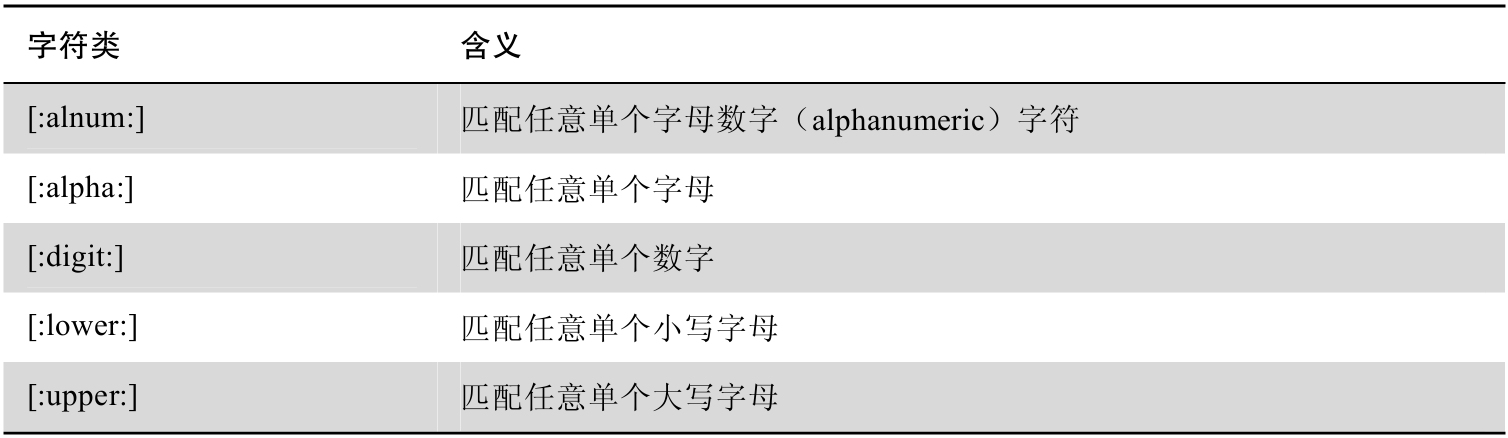 字符类 含义
[:alnum:] 匹配任意单个字母数字（alphanumeric）字符
[:alpha:] 匹配任意单个字母
[:digit:] 匹配任意单个数字
[:lower:] 匹配任意单个小写字母
[:upper:] 匹配任意单个大写字母